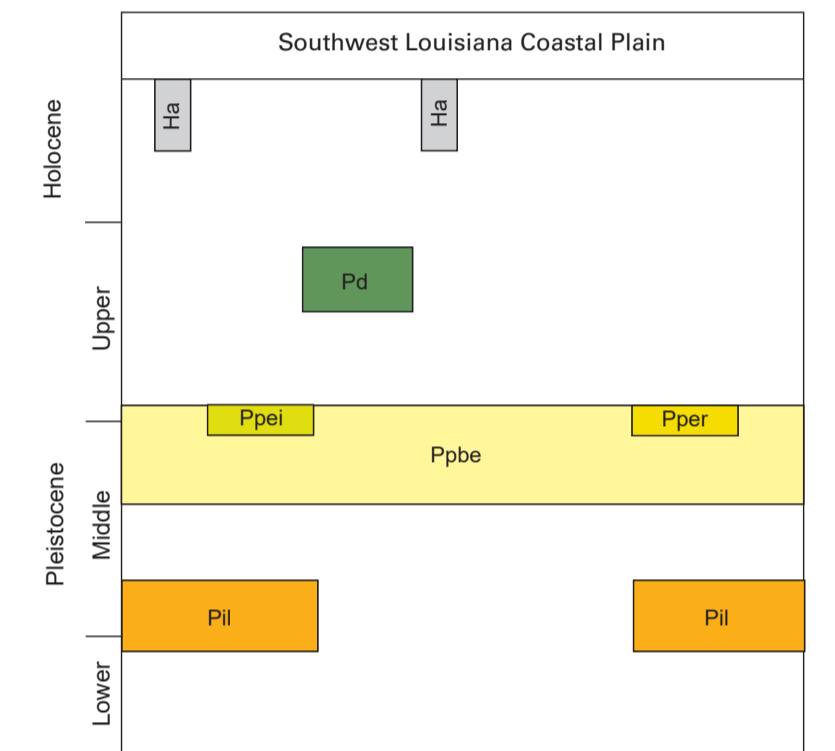 Southwest Louisiana Coastal Plain
Holocene
Ha
Ha
Upper
Pd
Ppei
Pper
Ppbe
Pleistocene
Middle
Pil
Pil
Lower